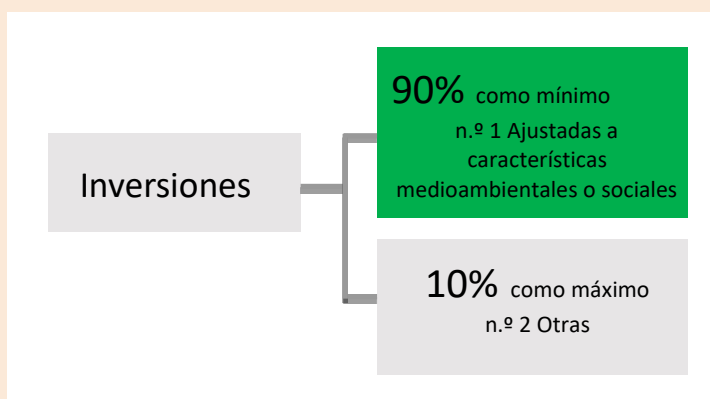 Inversiones
90% como mínimo
n.º 1 Ajustadas a
características
medioambientales o sociales
10% como máximo
n.º 2 Otras